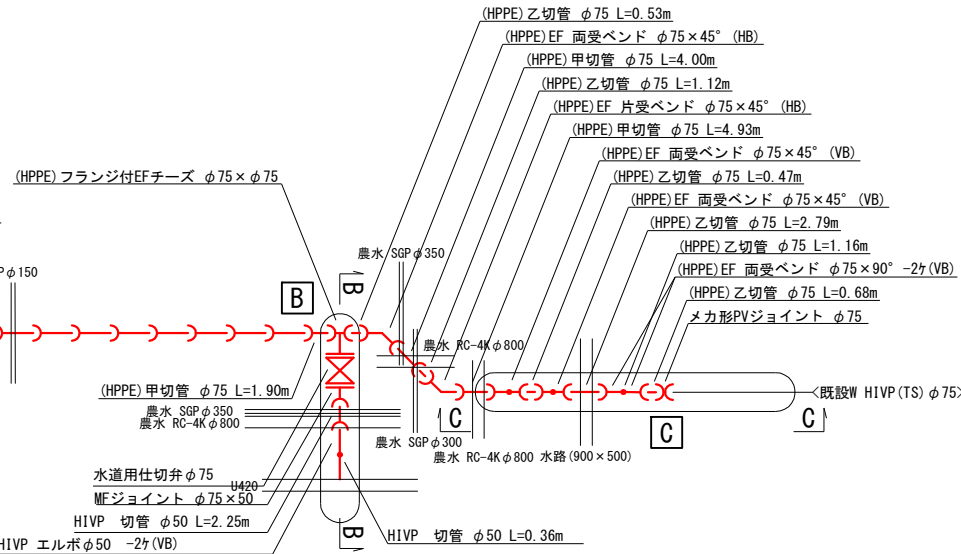 (HPPE)乙切管 φ75 L=0.53m
(HPPE)EF 両受ベンド φ75×45° (HB)
(HPPE)甲切管 φ75 L=4.00m
(HPPE)乙切管 φ75 L=1.12m
(HPPE)EF 片受ベンド φ75×45° (HB)
(HPPE)甲切管 φ75 L=4.93m
(HPPE)EF 両受ベンド φ75×45° (VB)
(HPPE)フランジ付EFチーズ φ75×φ75
(HPPE)乙切管 φ75 L=0.47m
(HPPE)EF 両受ベンド φ75×45° (VB)
(HPPE)乙切管 φ75 L=2.79m
(HPPE)乙切管 φ75 L=1.16m
農水 SGPφ350
(HPPE)EF 両受ベンド φ75×90° -2ケ(VB)
Pφ150
B
B
(HPPE)乙切管 φ75 L=0.68m
メカ形PVジョイント φ75
農水 RC-4Kφ800
(HPPE)甲切管 φ75 L=1.90m
既設W HIVP(TS)φ75
農水 SGPφ350
農水 RC-4Kφ800
C
C
C
農水 SGPφ300
農水 RC-4Kφ800
水路(900×500)
水道用仕切弁φ75
U420
MFジョイント φ75×50
HIVP 切管 φ50 L=2.25m
B
HIVP 切管 φ50 L=0.36m
HIVP エルボφ50 -2ケ(VB)